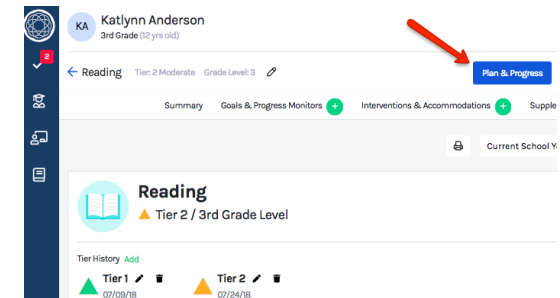 KA Katlynn Anderson
3rd Grade (12 yrs old)
2
Reading Tier: 2 Moderate Grade Level: 3 Plan & Progress
Summary Goals & Progress Monitors + Interventions & Accommodations + Supple
Current School Y
Reading
Tier 2 / 3rd Grade Level
Tier History Add
Tier 1 Tier 2
07/09/18 07/24/18